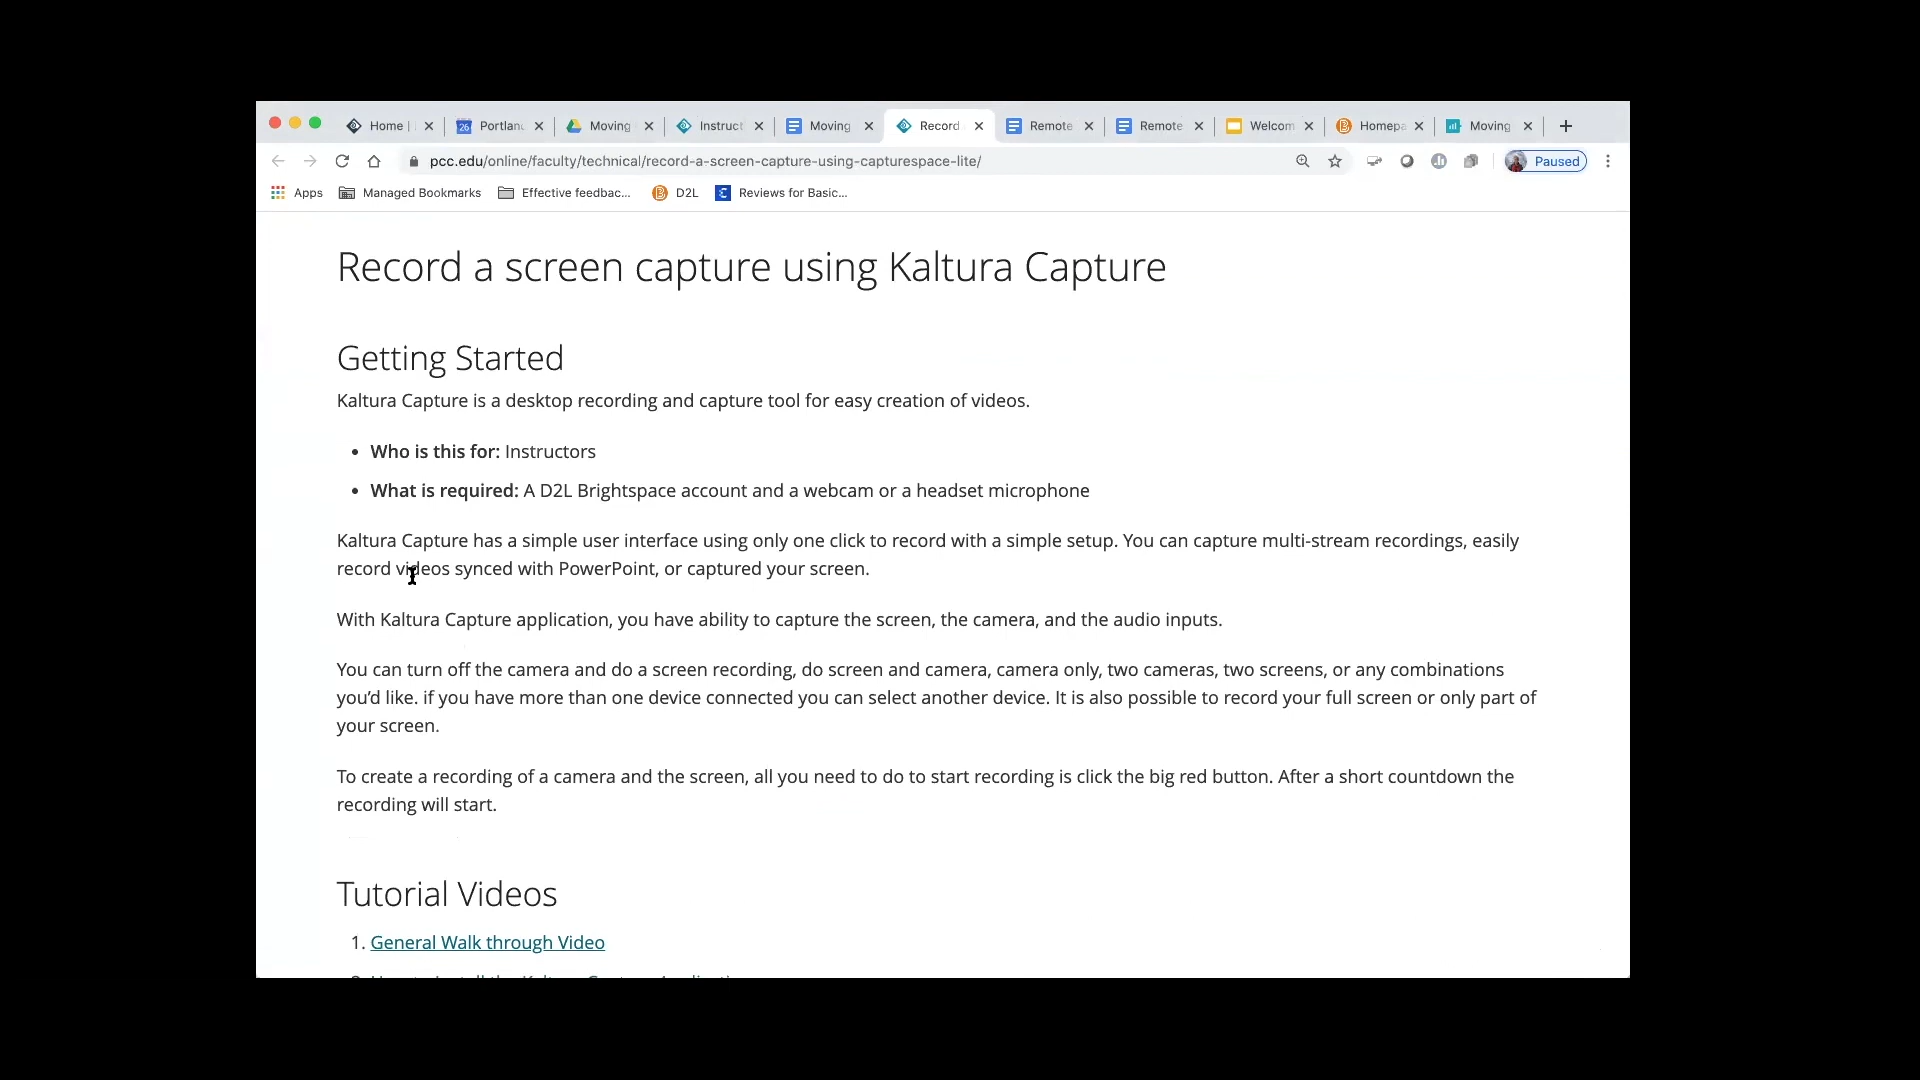 Home |
Portlan
Moving
Instruct
Moving
Record
Remote
Remote
Welcom
Homepa
Moving
pcc.edu/online/faculty/technical/record-a-screen-capture-using-capturespace-lite/
Paused
Apps
Managed Bookmarks
Effective feedbac...
D2L
Reviews for Basic...
Record a screen capture using Kaltura Capture
Getting Started
Kaltura Capture is a desktop recording and capture tool for easy creation of videos.
• Who is this for: Instructors
• What is required: A D2L Brightspace account and a webcam or a headset microphone
Kaltura Capture has a simple user interface using only one click to record with a simple setup. You can capture multi-stream recordings, easily
record videos synced with PowerPoint, or captured your screen.
With Kaltura Capture application, you have ability to capture the screen, the camera, and the audio inputs.
You can turn off the camera and do a screen recording, do screen and camera, camera only, two cameras, two screens, or any combinations
you’d like. if you have more than one device connected you can select another device. It is also possible to record your full screen or only part of
your screen.
To create a recording of a camera and the screen, all you need to do to start recording is click the big red button. After a short countdown the
recording will start.
Tutorial Videos
1. General Walk through Video